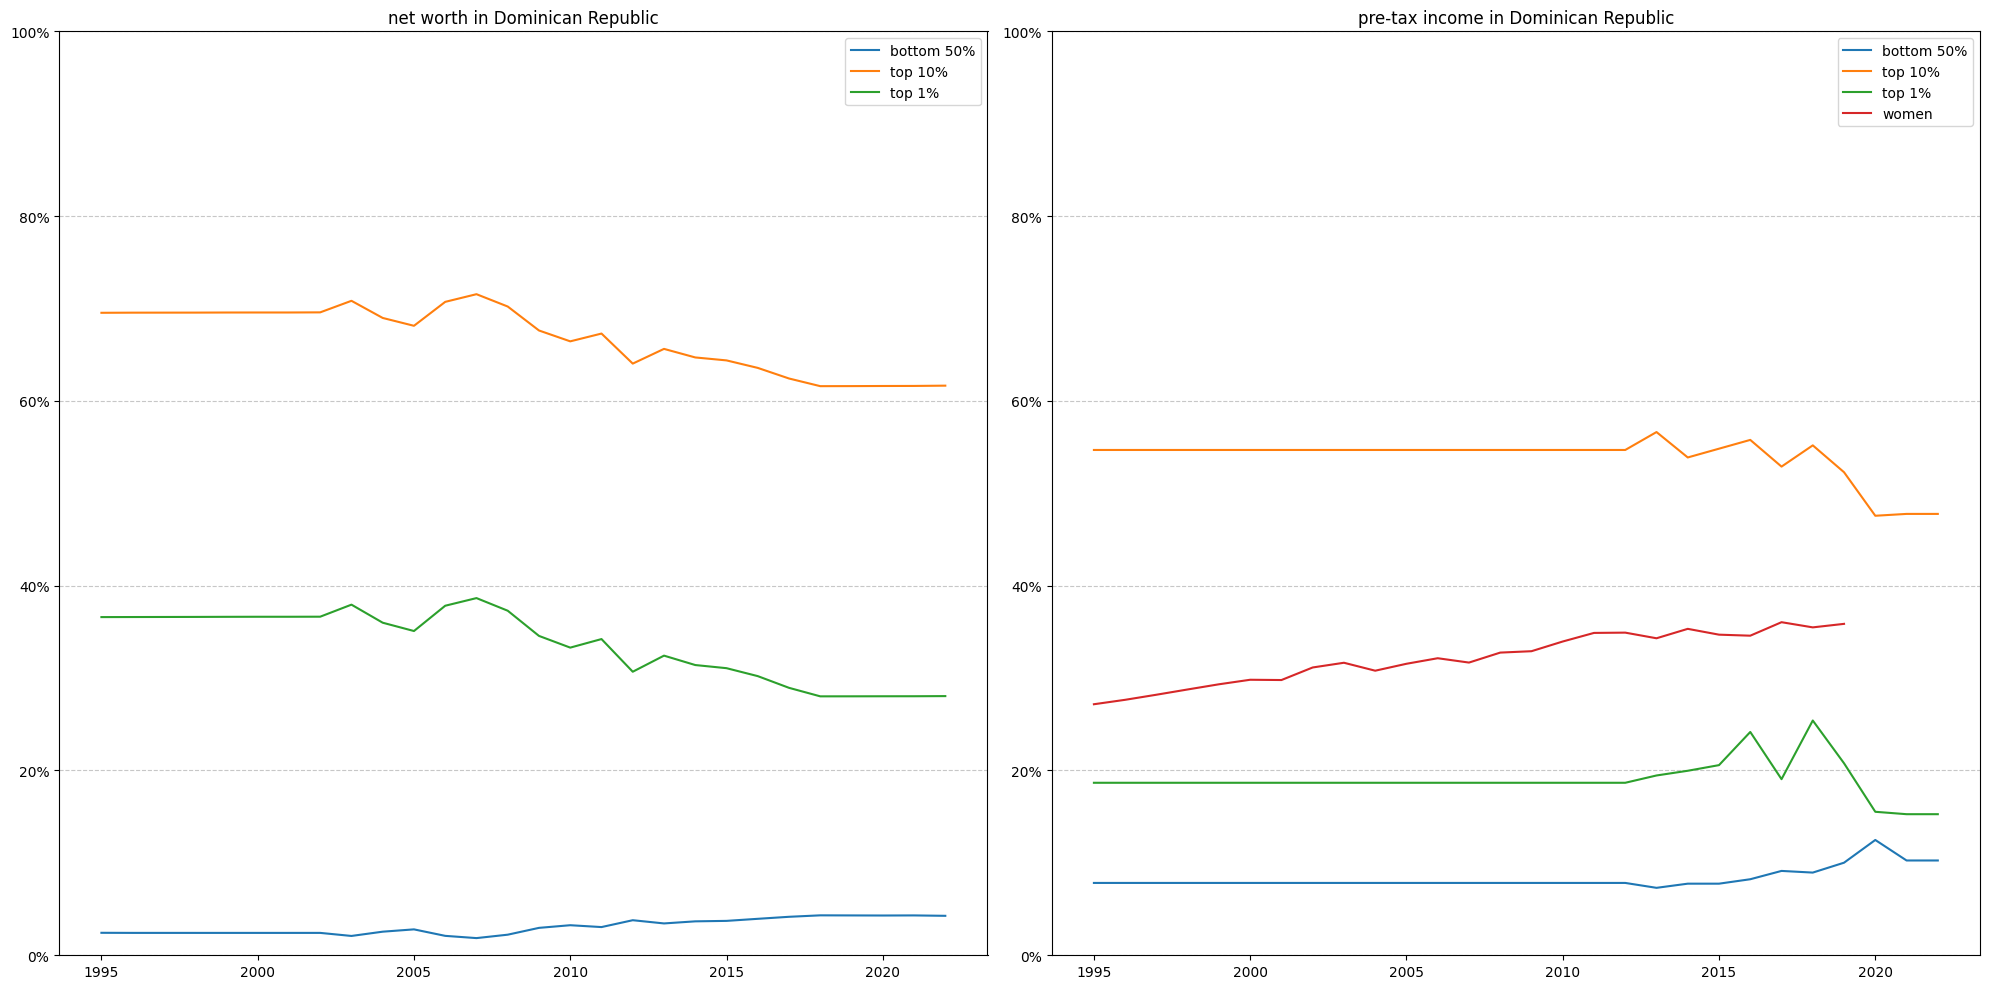 net worth in Dominican Republic
100%
80%
60%
40%
20%
0%
1995 2000 2005 2010 2015 2020
bottom 50%
top 10%
top 1%
pre-tax income in Dominican Republic
100%
80%
60%
40%
20%
0%
1995 2000 2005 2010 2015 2020
bottom 50%
top 10%
top 1%
women